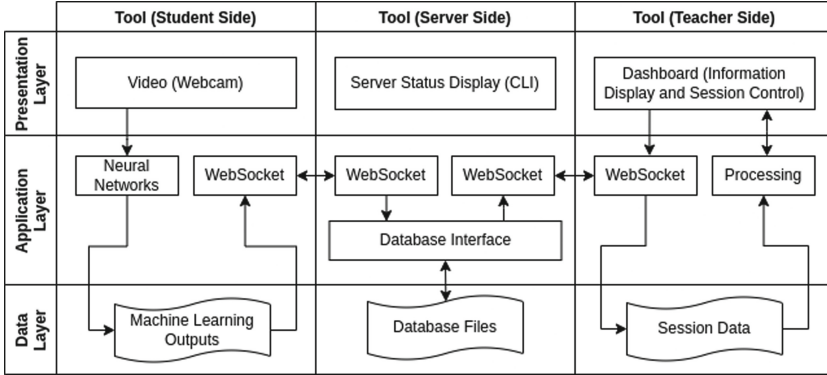 Tool (Student Side)
Tool (Server Side)
Tool (Teacher Side)
Presentation
Layer
Video (Webcam)
Server Status Display (CLI)
Dashboard (Information
Display and Session Control)
Application
Layer
Neural
Networks
WebSocket
WebSocket
WebSocket
WebSocket
Processing
Database Interface
Data
Layer
Machine Learning
Outputs
Database Files
Session Data